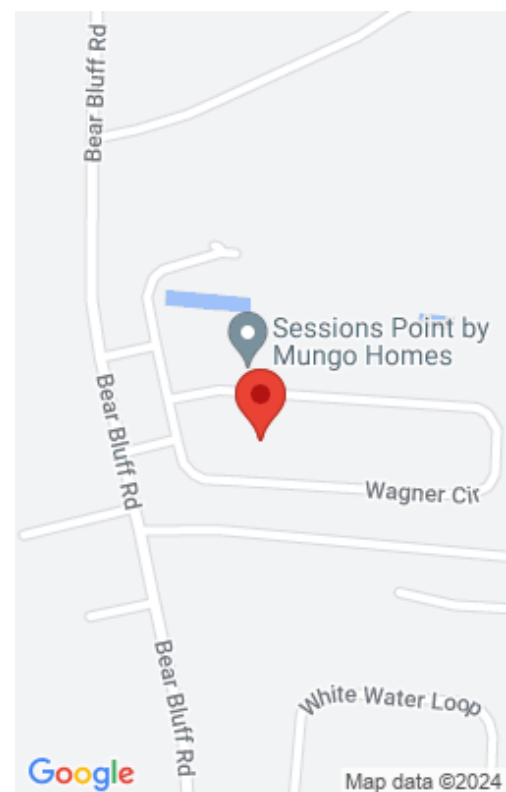 Bear Bluff Rd
Sessions Point by
Mungo Homes
Bear Bluff Rd
Wagner Cir
Bear Bluff Rd
White Water Loop
Google
Map data ©2024